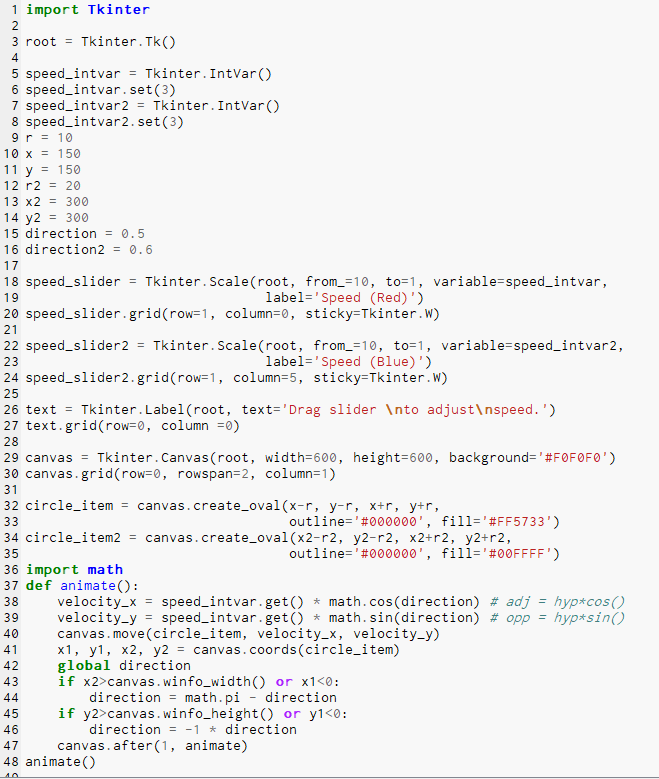 1 import Tkinter
2
3 root = Tkinter.Tk()
4
5 speed_intvar = Tkinter.IntVar()
6 speed_intvar.set(3)
7 speed_intvar2 = Tkinter.IntVar()
8 speed_intvar2.set(3)
9 r = 10
10 x = 150
11 y = 150
12 r2 = 20
13 x2 = 300
14 y2 = 300
15 direction = 0.5
16 direction2 = 0.6
17
18 speed_slider = Tkinter.Scale(root, from_=10, to=1, variable=speed_intvar,
19                               label='Speed (Red)')
20 speed_slider.grid(row=1, column=0, sticky=Tkinter.W)
21
22 speed_slider2 = Tkinter.Scale(root, from_=10, to=1, variable=speed_intvar2,
23                               label='Speed (Blue)')
24 speed_slider2.grid(row=1, column=5, sticky=Tkinter.W)
25
26 text = Tkinter.Label(root, text='Drag slider \nto adjust\nspeed.')
27 text.grid(row=0, column =0)
28
29 canvas = Tkinter.Canvas(root, width=600, height=600, background='#F0F0F0')
30 canvas.grid(row=0, rowspan=2, column=1)
31
32 circle_item = canvas.create_oval(x-r, y-r, x+r, y+r,
33                                  outline='#000000', fill='#FF5733')
34 circle_item2 = canvas.create_oval(x2-r2, y2-r2, x2+r2, y2+r2,
35                                  outline='#000000', fill='#00FFFF')
36 import math
37 def animate():
38     velocity_x = speed_intvar.get() * math.cos(direction) # adj = hyp*cos()
39     velocity_y = speed_intvar.get() * math.sin(direction) # opp = hyp*sin()
40     canvas.move(circle_item, velocity_x, velocity_y)
41     x1, y1, x2, y2 = canvas.coords(circle_item)
42     global direction
43     if x2>canvas.winfo_width() or x1<0:
44         direction = math.pi - direction
45     if y2>canvas.winfo_height() or y1<0:
46         direction = -1 * direction
47     canvas.after(1, animate)
48 animate()